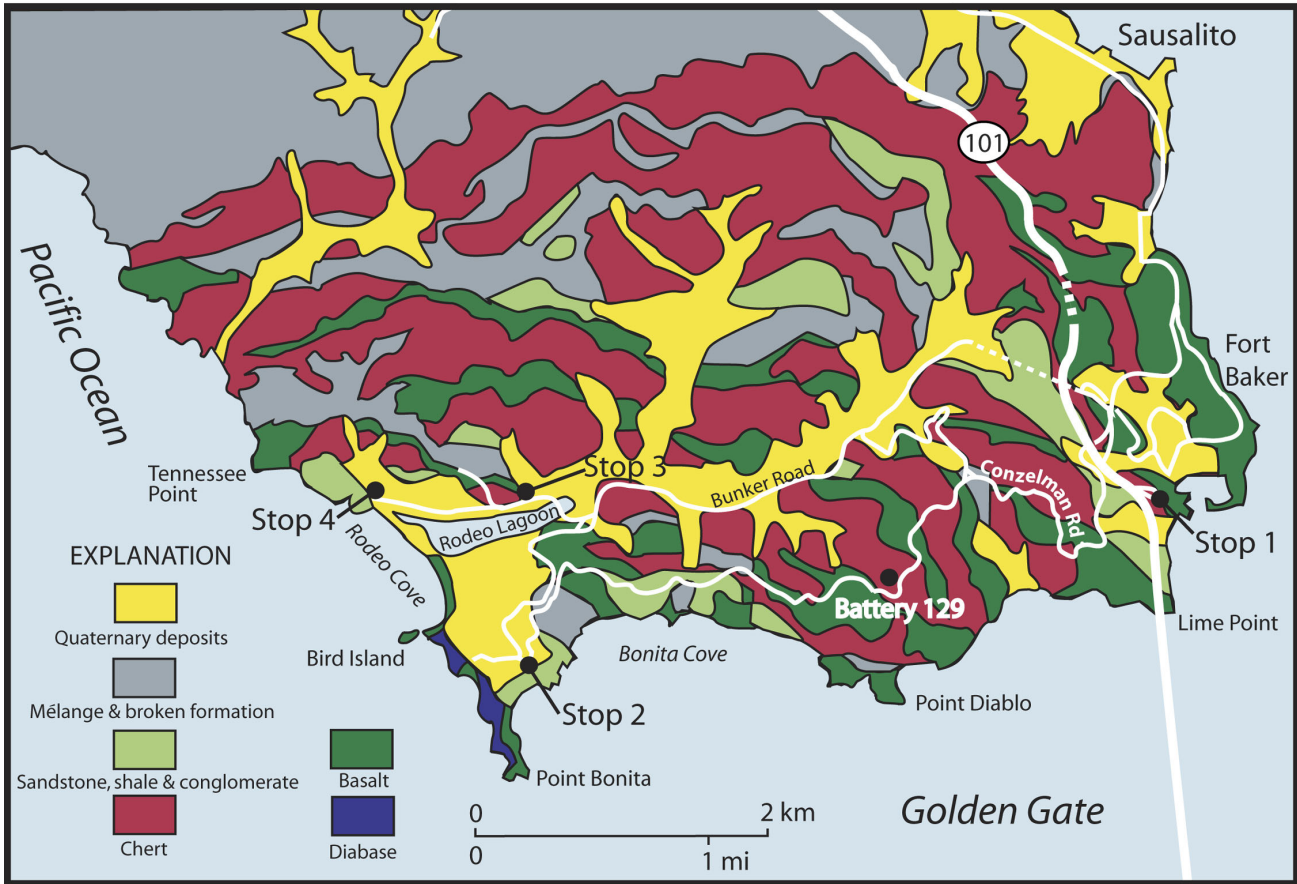 Sausalito
101
Pacific Ocean
Fort
Baker
Tennessee
Point
Stop 3
Bunker Road
Conzelman Rd
Stop 4
Rodeo Lagoon
Stop 1
Rodeo Cove
EXPLANATION
Battery 129
Lime Point
Quaternary deposits
Bird Island
Bonita Cove
Mélange & broken formation
Stop 2
Point Diablo
Sandstone, shale & conglomerate
Basalt
Point Bonita
Chert
Diabase
0
2 km
0
1 mi
Golden Gate